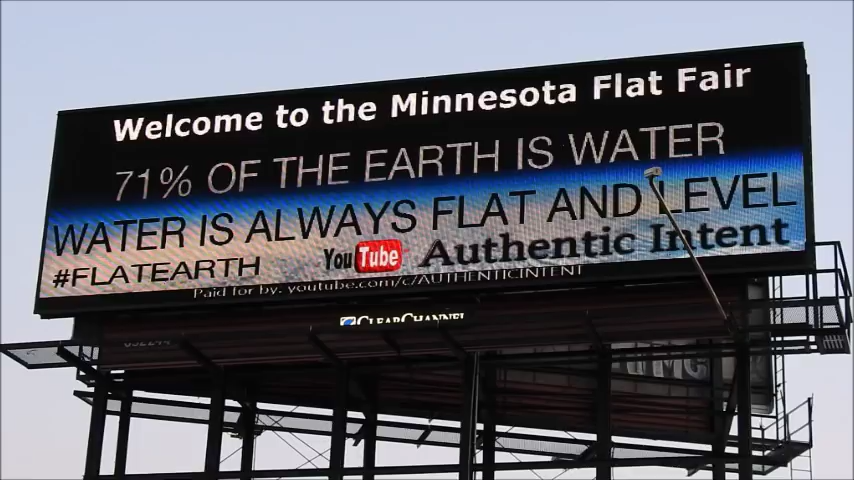 Welcome to the Minnesota Flat Fair
71% OF THE EARTH IS WATER
WATER IS ALWAYS FLAT AND LEVEL
#FLATEARTH YouTube Authentic Intent
Paid for by: youtube.com/c/AUTHENTICINTENT
CLEARCHANNEL